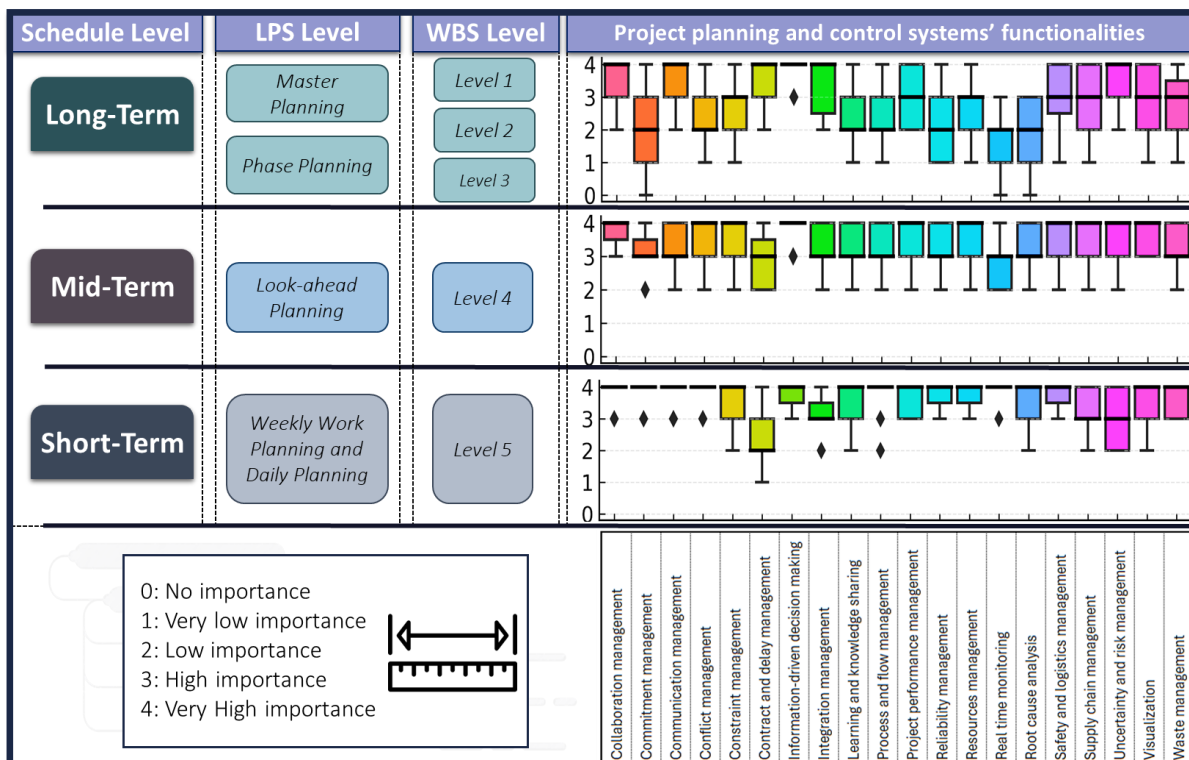 Schedule Level
LPS Level
WBS Level
Project planning and control systems’ functionalities
Long-Term
Master
Planning
Phase Planning
Level 1
Level 2
Level 3
4
3
2
1
0
Mid-Term
Look-ahead
Planning
Level 4
4
3
2
1
0
Short-Term
Weekly Work
Planning and
Daily Planning
Level 5
4
3
2
1
0
0: No importance
1: Very low importance
2: Low importance
3: High importance
4: Very High importance
Collaboration management
Commitment management
Communication management
Conflict management
Constraint management
Contract and delay management
Information-driven decision making
Integration management
Learning and knowledge sharing
Process and flow management
Project performance management
Reliability management
Resources management
Real time monitoring
Root cause analysis
Safety and logistics management
Supply chain management
Uncertainty and risk management
Visualization
Waste management